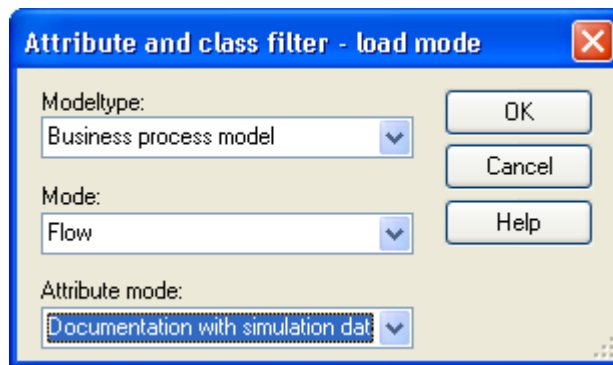 Attribute and class filter - load mode
Modeltype:
Business process model
OK
Cancel
Mode:
Flow
Help
Attribute mode:
Documentation with simulation dat